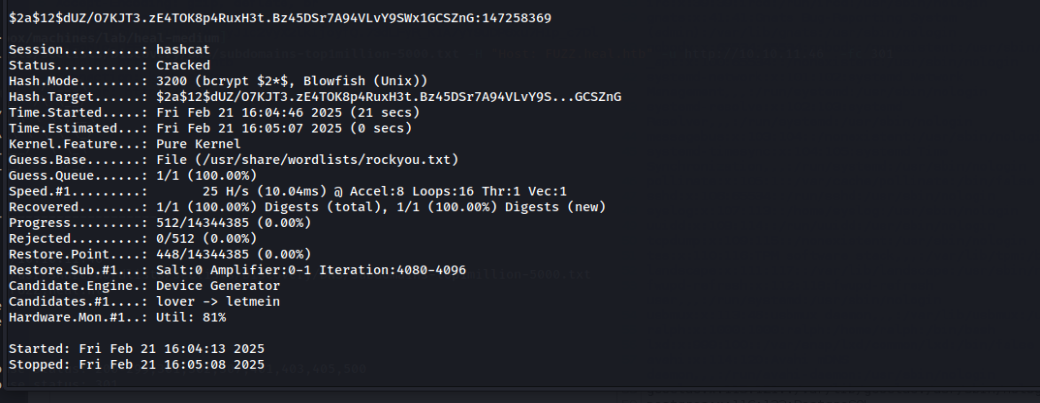 $2a$12$dUZ/O7KJT3.zE4TOK8p4RuxH3t.Bz45DSr7A94VLvY9SWx1GCSZnG:147258369
Session..........: hashcat
Status...........: Cracked
Hash.Mode........: 3200 (bcrypt $2*$, Blowfish (Unix))
Hash.Target......: $2a$12$dUZ/O7KJT3.zE4TOK8p4RuxH3t.Bz45DSr7A94VLvY9S...GCSZnG
Time.Started.....: Fri Feb 21 16:04:46 2025 (21 secs)
Time.Estimated...: Fri Feb 21 16:05:07 2025 (0 secs)
Kernel.Feature...: Pure Kernel
Guess.Base.......: File (/usr/share/wordlists/rockyou.txt)
Guess.Queue......: 1/1 (100.00%)
Speed.#1.........:       25 H/s (10.04ms) @ Accel:8 Loops:16 Thr:1 Vec:1
Recovered........: 1/1 (100.00%) Digests (total), 1/1 (100.00%) Digests (new)
Progress.........: 512/14344385 (0.00%)
Rejected.........: 0/512 (0.00%)
Restore.Point....: 448/14344385 (0.00%)
Restore.Sub.#1...: Salt:0 Amplifier:0-1 Iteration:4080-4096
Candidate.Engine.: Device Generator
Candidates.#1....: lover -> letmein
Hardware.Mon.#1..: Util: 81%
Started: Fri Feb 21 16:04:13 2025
Stopped: Fri Feb 21 16:05:08 2025